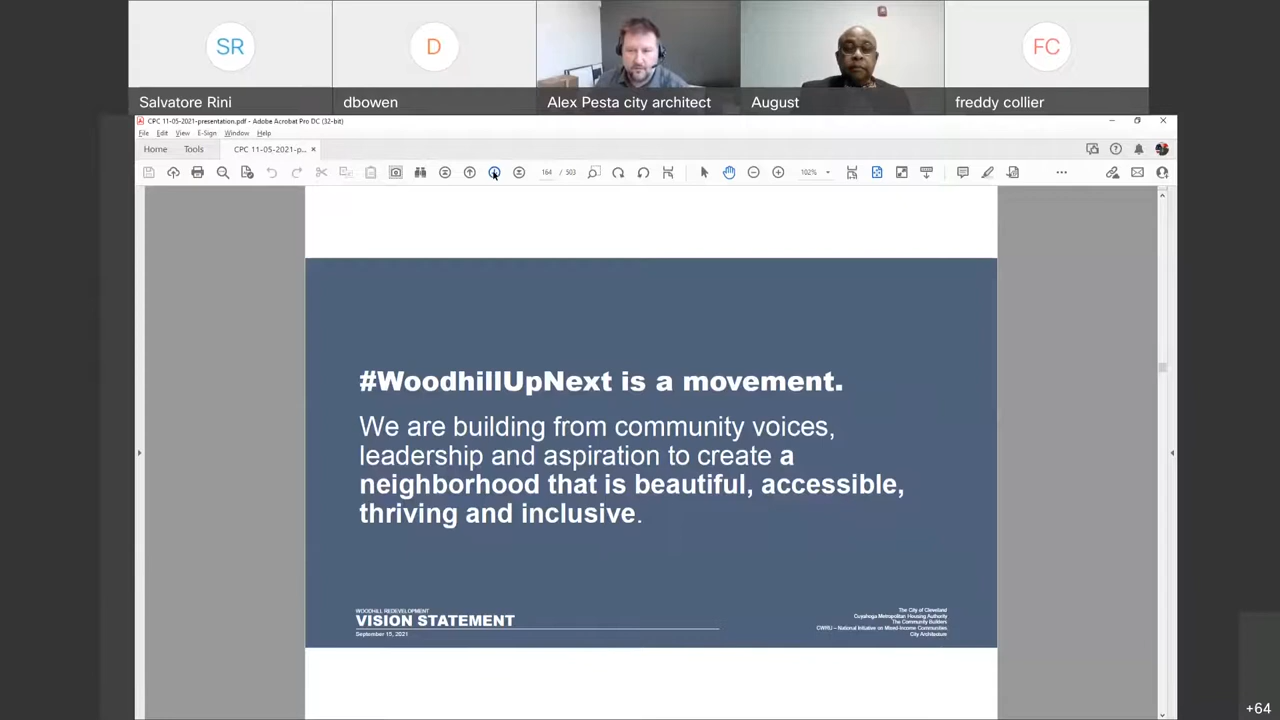 SR
D
FC
Salvatore Rini
dbowen
Alex Pesta city architect
August
freddy collier
CPC 11-05-2021-presentation.pdf - Adobe Acrobat Pro DC (32-bit)
File Edit View E-Sign Window Help
Home Tools CPC 11-05-2021-p... ×
164 / 503
102%
#WoodhillUpNext is a movement.
We are building from community voices,
leadership and aspiration to create a
neighborhood that is beautiful, accessible,
thriving and inclusive.
WOODHILL REDEVELOPMENT
VISION STATEMENT
September 15, 2021
The City of Cleveland
Cuyahoga Metropolitan Housing Authority
The Community Builders
CWRU – National Initiative on Mixed-Income Communities
City Architecture
+64